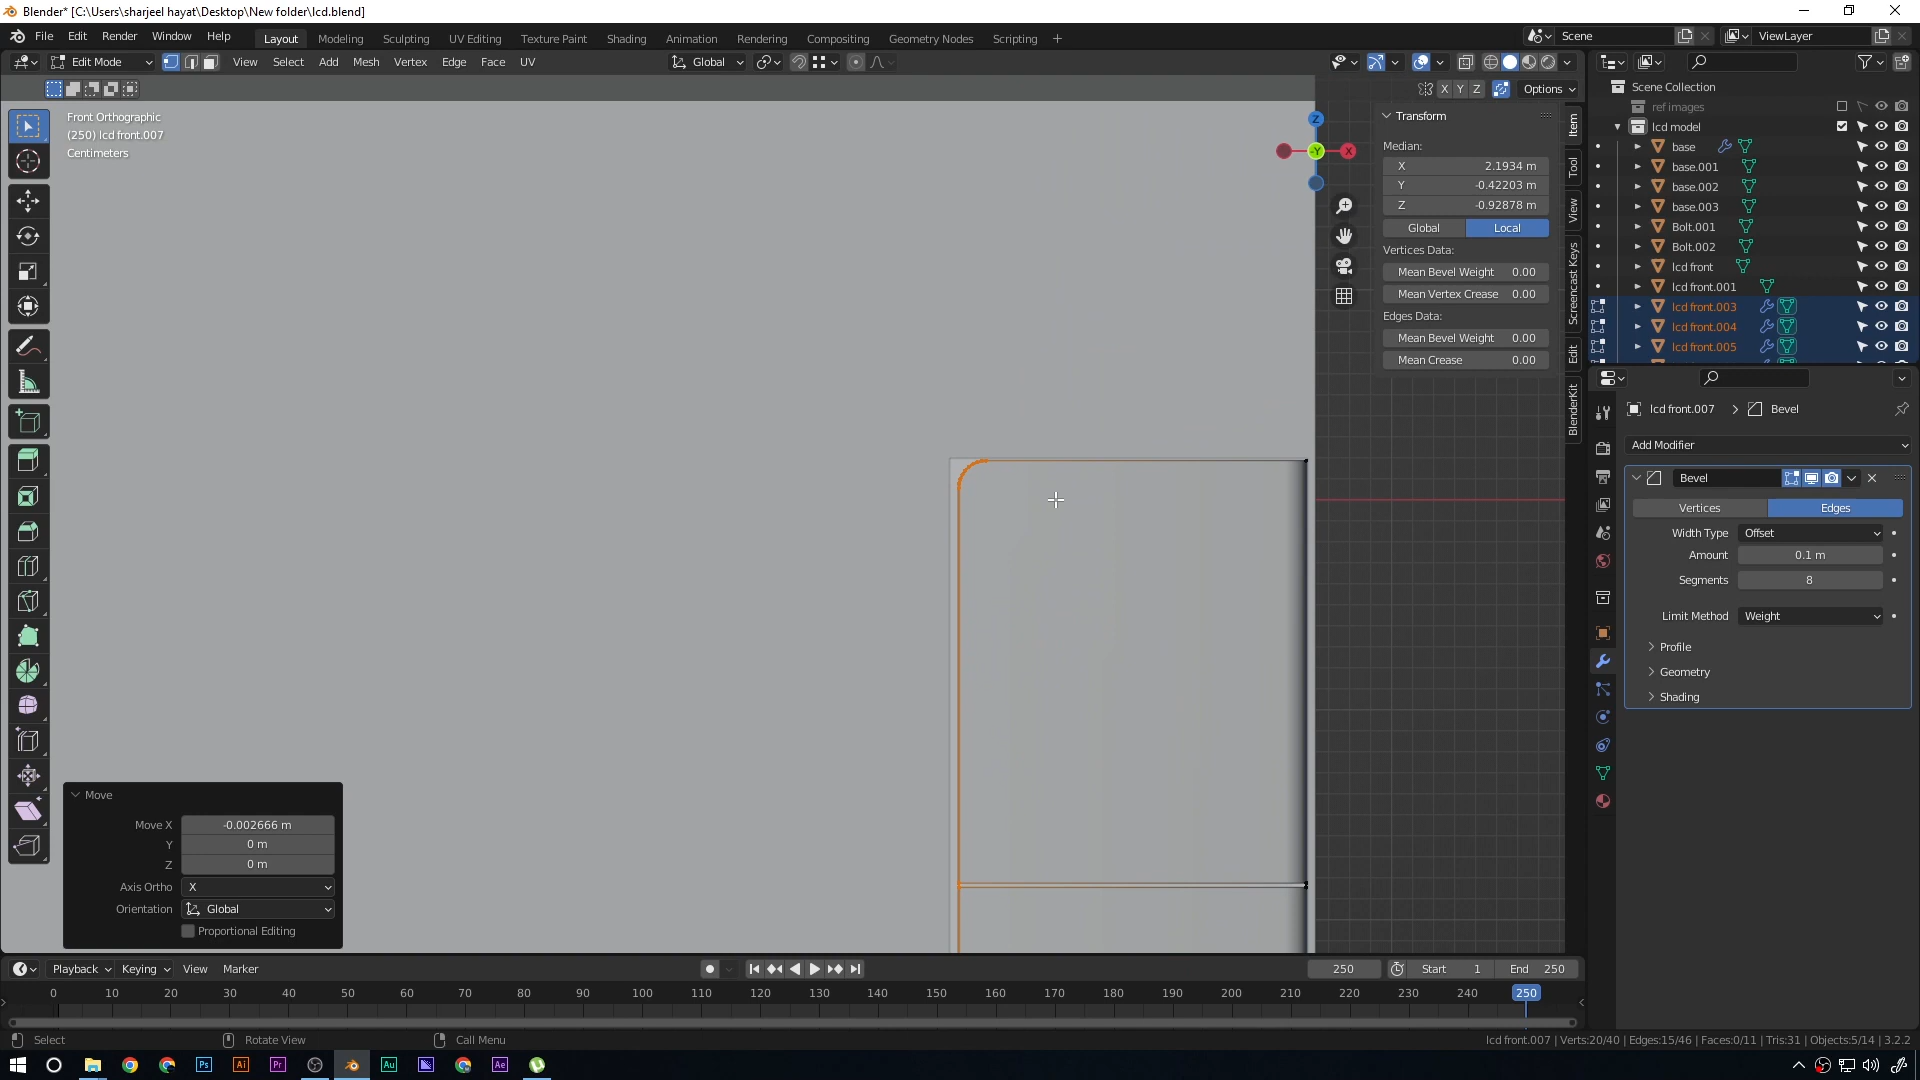 Blender* [C:\Users\sharjeel hayat\Desktop\New folder\lcd.blend]
File Edit Render Window Help
Layout Modeling Sculpting UV Editing Texture Paint Shading Animation Rendering Compositing Geometry Nodes Scripting +
Scene
ViewLayer
Edit Mode View Select Add Mesh Vertex Edge Face UV
Global
X Y Z Options
Front Orthographic
(250) lcd front.007
Centimeters
Z
-Y
X
Transform
Median:
X 2.1934 m
Y -0.42203 m
Z -0.92878 m
Global Local
Vertices Data:
Mean Bevel Weight 0.00
Mean Vertex Crease 0.00
Edges Data:
Mean Bevel Weight 0.00
Mean Crease 0.00
Item
Tool
View
Screencast Keys
Edit
BlenderKit
Scene Collection
ref images
lcd model
base
base.001
base.002
base.003
Bolt.001
Bolt.002
lcd front
lcd front.001
lcd front.003
lcd front.004
lcd front.005
lcd front.007 > Bevel
Add Modifier
Bevel
Vertices Edges
Width Type Offset
Amount 0.1 m
Segments 8
Limit Method Weight
Profile
Geometry
Shading
Move
Move X -0.002666 m
Y 0 m
Z 0 m
Axis Ortho X
Orientation Global
Proportional Editing
Playback Keying View Marker
250 Start 1 End 250
0 10 20 30 40 50 60 70 80 90 100 110 120 130 140 150 160 170 180 190 200 210 220 230 240 250
Select Rotate View Call Menu
lcd front.007 | Verts:20/40 | Edges:15/46 | Faces:0/11 | Tris:31 | Objects:5/14 | 3.2.2
Ps Ai Pr Au Ae